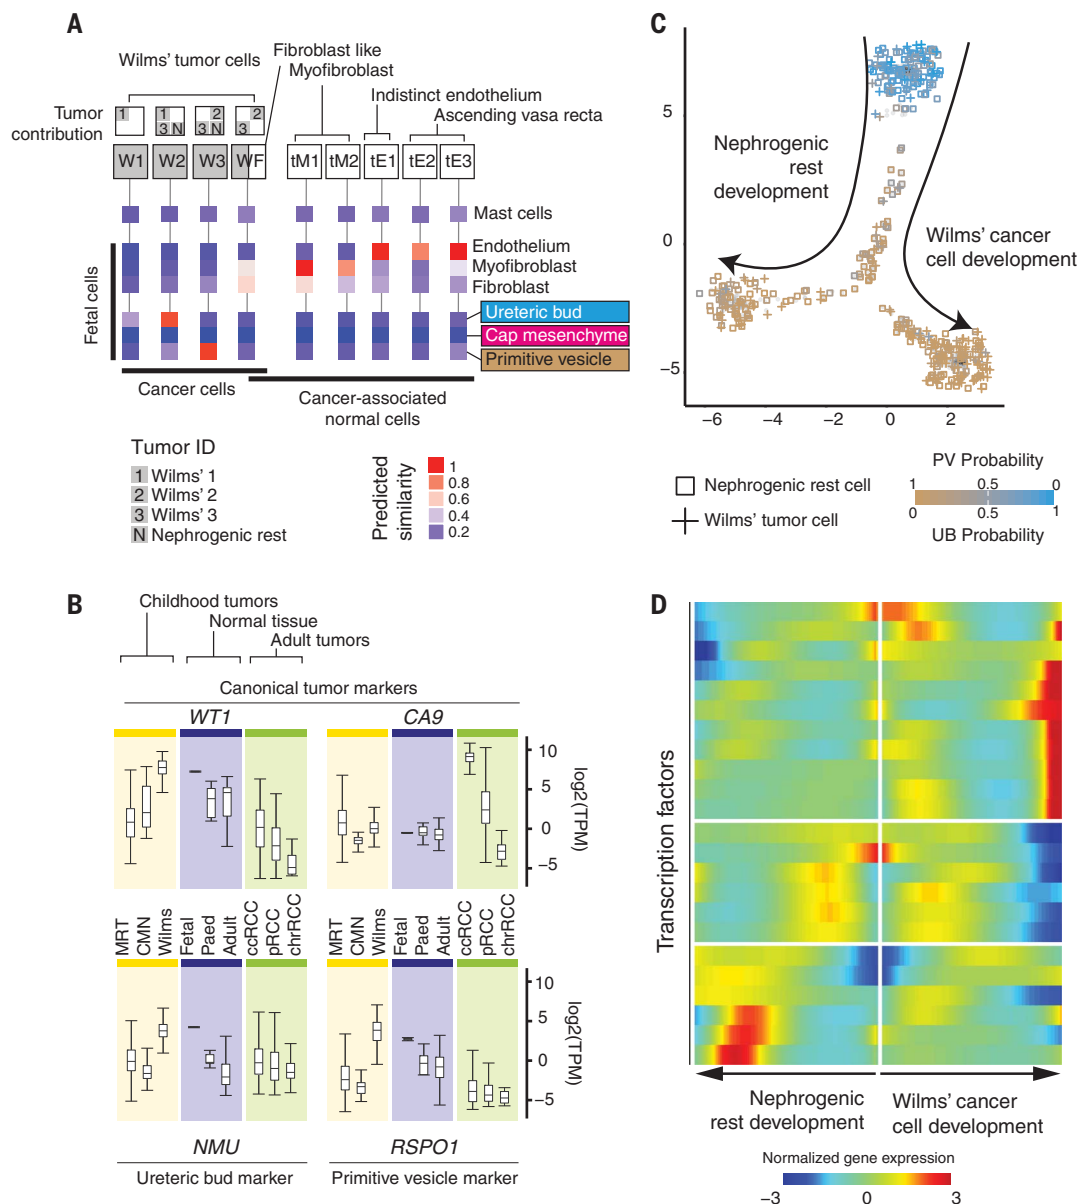 A
Wilms' tumor cells
Fibroblast like
Myofibroblast
Indistinct endothelium
Ascending vasa recta
Tumor
contribution
1
1
3 N
2
3 N
2
3
W1
W2
W3
WF
tM1
tM2
tE1
tE2
tE3
Mast cells
Endothelium
Myofibroblast
Fibroblast
Ureteric bud
Cap mesenchyme
Primitive vesicle
Fetal cells
Cancer cells
Cancer-associated
normal cells
Tumor ID
1 Wilms' 1
2 Wilms' 2
3 Wilms' 3
N Nephrogenic rest
Predicted
similarity
1
0.8
0.6
0.4
0.2
B
Childhood tumors
Normal tissue
Adult tumors
Canonical tumor markers
WT1
CA9
10
5
0
−5
log2(TPM)
MRT
CMN
Wilms
Fetal
Paed
Adult
ccRCC
pRCC
chrRCC
MRT
CMN
Wilms
Fetal
Paed
Adult
ccRCC
pRCC
chrRCC
10
5
0
−5
log2(TPM)
NMU
RSPO1
Ureteric bud marker
Primitive vesicle marker
C
5
0
−5
−6
−4
−2
0
2
Nephrogenic
rest
development
Wilms' cancer
cell development
Nephrogenic rest cell
Wilms' tumor cell
PV Probability
1 0.5 0
0 0.5 1
UB Probability
D
Transcription factors
Nephrogenic
rest development
Wilms' cancer
cell development
Normalized gene expression
−3
0
3